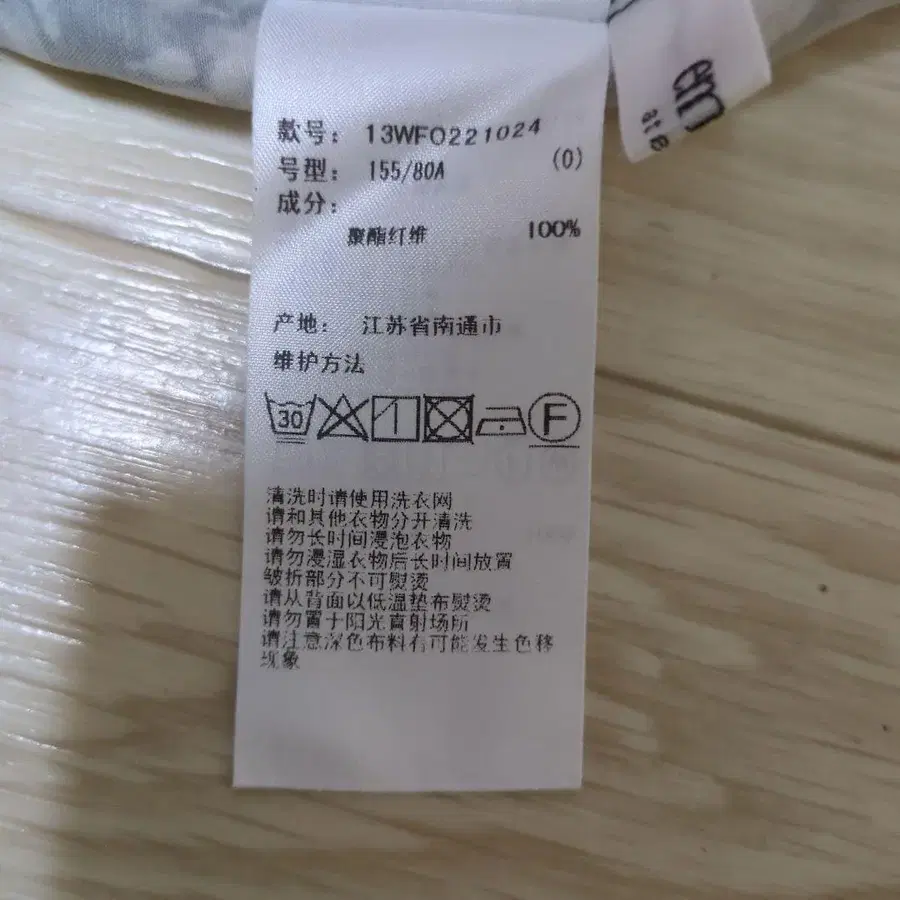 款号： 13WFO221024
号型： 155/80A (0)
成分：
聚酯纤维 100%
产地： 江苏省南通市
维护方法
30 F
清洗时请使用洗衣网
请和其他衣物分开清洗
请勿长时间浸泡衣物
请勿浸湿衣物后长时间放置
皱折部分不可熨烫
请从背面以低温垫布熨烫
请勿置于阳光直射场所
请注意深色布料有可能发生色移
现象
em
ate